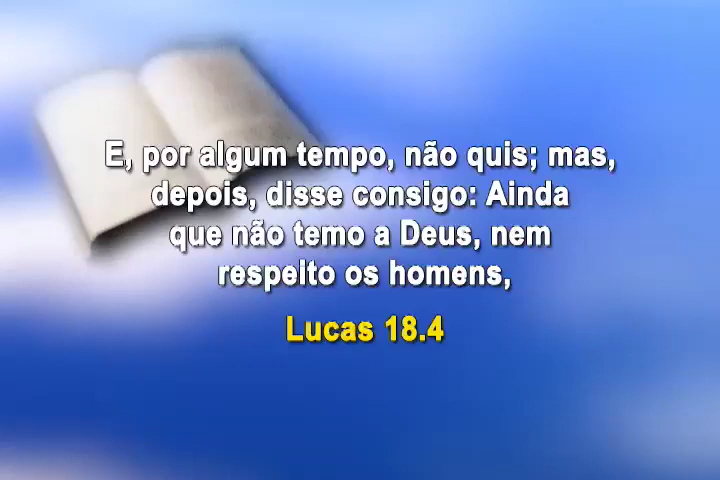 E, por algum tempo, não quis; mas,
depois, disse consigo: Ainda
que não temo a Deus, nem
respeito os homens,
Lucas 18.4